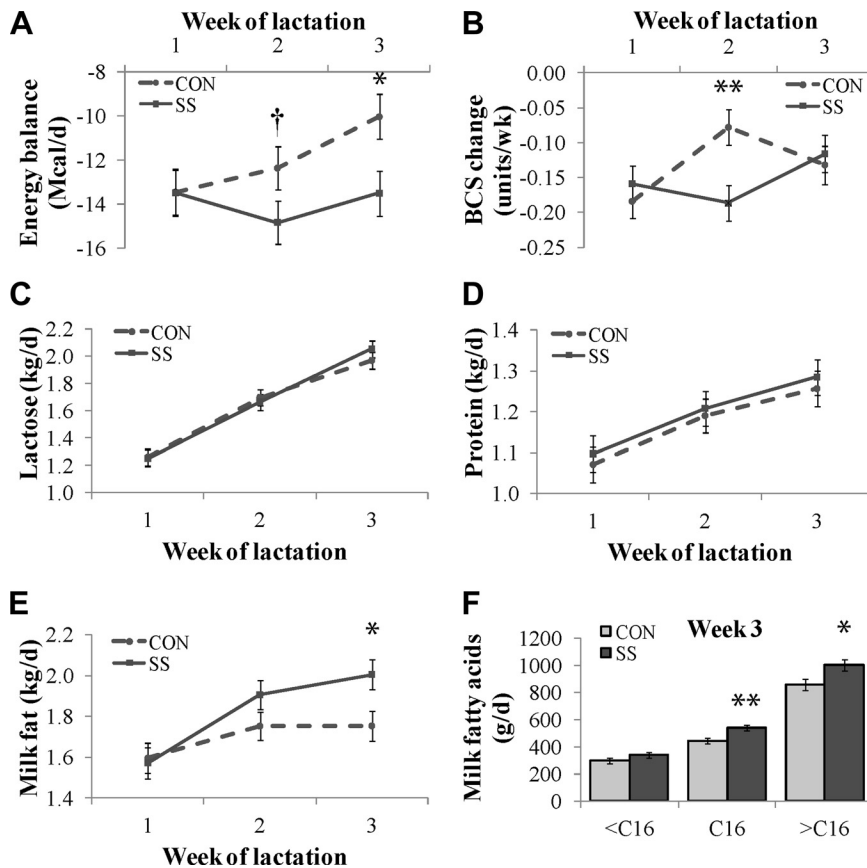 A
Week of lactation
1 2 3
-8
-10
-12
-14
-16
Energy balance
(Mcal/d)
CON
SS
†
*
B
Week of lactation
1 2 3
0.00
-0.05
-0.10
-0.15
-0.20
-0.25
BCS change
(units/wk)
CON
SS
**
C
2.2
2.0
1.8
1.6
1.4
1.2
1.0
Lactose (kg/d)
CON
SS
1 2 3
Week of lactation
D
1.4
1.3
1.2
1.1
1.0
Protein (kg/d)
CON
SS
1 2 3
Week of lactation
E
2.2
2.0
1.8
1.6
1.4
Milk fat (kg/d)
CON
SS
*
1 2 3
Week of lactation
F
Week 3
1200
1000
800
600
400
200
0
Milk fatty acids
(g/d)
CON
SS
**
*
<C16 C16 >C16